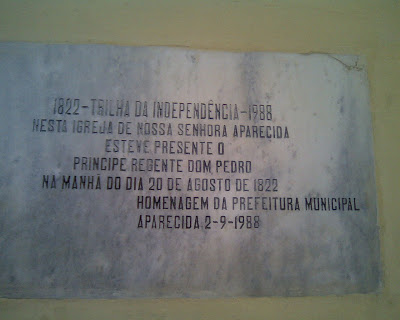 1822-TRILHA DA INDEPENDÊNCIA-1988
NESTA IGREJA DE NOSSA SENHORA APARECIDA
ESTEVE PRESENTE O
PRINCIPE REGENTE DOM PEDRO
NA MANHÃ DO DIA 20 DE AGOSTO DE 1822
HOMENAGEM DA PREFEITURA MUNICIPAL
APARECIDA 2-9-1988